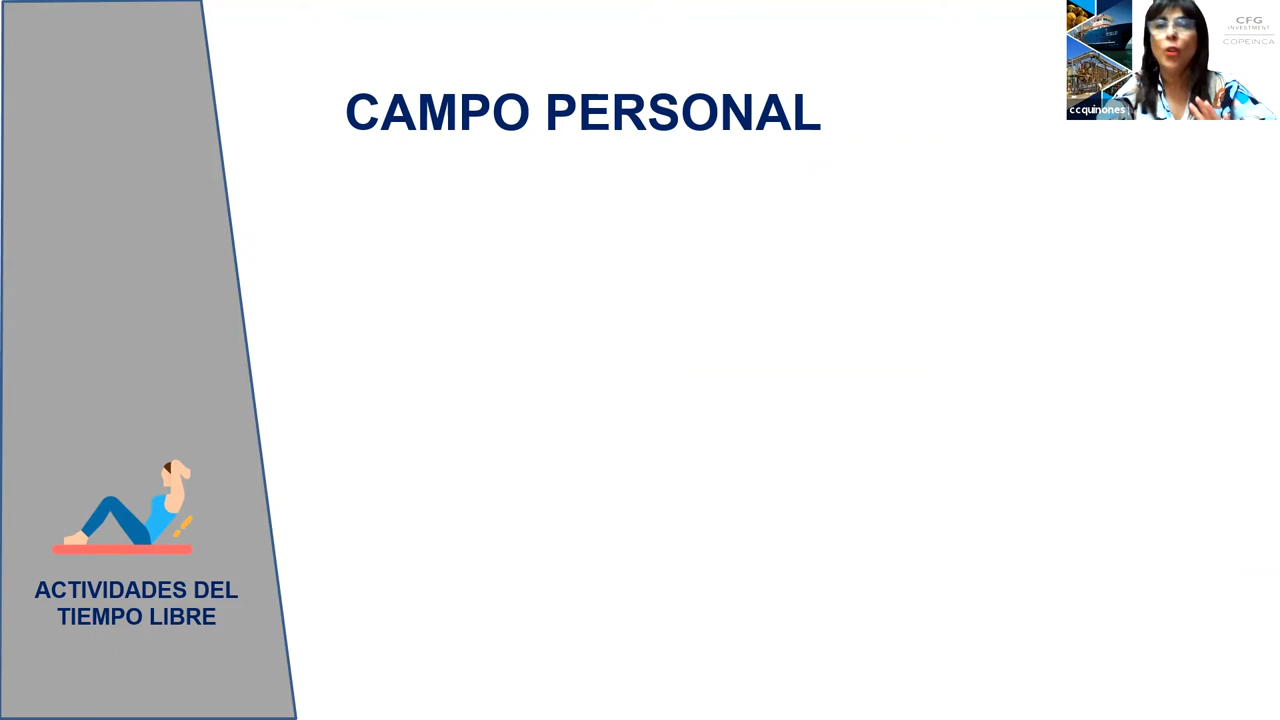 CAMPO PERSONAL
CFG
INVESTMENT
COPEINCA
ccquinones
ACTIVIDADES DEL
TIEMPO LIBRE